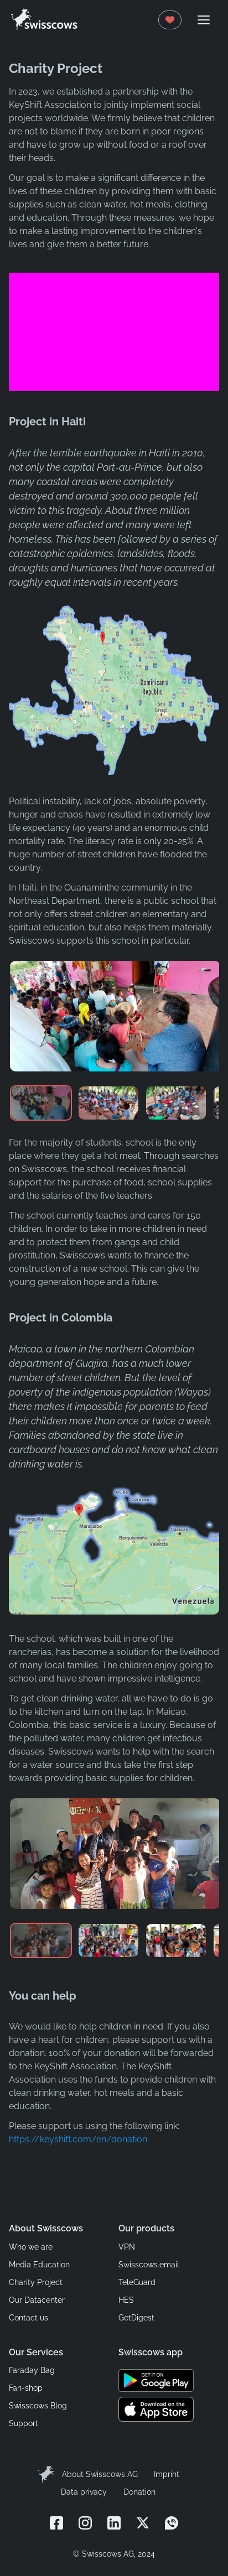 swisscows
Charity Project
In 2023, we established a partnership with the
KeyShift Association to jointly implement social
projects worldwide. We firmly believe that children
are not to blame if they are born in poor regions
and have to grow up without food or a roof over
their heads.
Our goal is to make a significant difference in the
lives of these children by providing them with basic
supplies such as clean water, hot meals, clothing
and education. Through these measures, we hope
to make a lasting improvement to the children's
lives and give them a better future.
Project in Haiti
After the terrible earthquake in Haiti in 2010,
not only the capital Port-au-Prince, but also
many coastal areas were completely
destroyed and around 300,000 people fell
victim to this tragedy. About three million
people were affected and many were left
homeless. This has been followed by a series of
catastrophic epidemics, landslides, floods,
droughts and hurricanes that have occurred at
roughly equal intervals in recent years.
Dominican
Republic
Political instability, lack of jobs, absolute poverty,
hunger and chaos have resulted in extremely low
life expectancy (40 years) and an enormous child
mortality rate. The literacy rate is only 20-25%. A
huge number of street children have flooded the
country.
In Haiti, in the Ouanaminthe community in the
Northeast Department, there is a public school that
not only offers street children an elementary and
spiritual education, but also helps them materially.
Swisscows supports this school in particular.
For the majority of students, school is the only
place where they get a hot meal. Through searches
on Swisscows, the school receives financial
support for the purchase of food, school supplies
and the salaries of the five teachers.
The school currently teaches and cares for 150
children. In order to take in more children in need
and to protect them from gangs and child
prostitution, Swisscows wants to finance the
construction of a new school. This can give the
young generation hope and a future.
Project in Colombia
Maicao, a town in the northern Colombian
department of Guajira, has a much lower
number of street children. But the level of
poverty of the indigenous population (Wayas)
there makes it impossible for parents to feed
their children more than once or twice a week.
Families abandoned by the state live in
cardboard houses and do not know what clean
drinking water is.
Aruba
Curaçao
Barranquilla
Maracaibo
Caracas
Barquisimeto
Valencia
Venezuela
The school, which was built in one of the
rancherias, has become a solution for the livelihood
of many local families. The children enjoy going to
school and have shown impressive intelligence.
To get clean drinking water, all we have to do is go
to the kitchen and turn on the tap. In Maicao,
Colombia, this basic service is a luxury. Because of
the polluted water, many children get infectious
diseases. Swisscows wants to help with the search
for a water source and thus take the first step
towards providing basic supplies for children.
You can help
We would like to help children in need. If you also
have a heart for children, please support us with a
donation. 100% of your donation will be forwarded
to the KeyShift Association. The KeyShift
Association uses the funds to provide children with
clean drinking water, hot meals and a basic
education.
Please support us using the following link:
https://keyshift.com/en/donation
About Swisscows
Who we are
Media Education
Charity Project
Our Datacenter
Contact us
Our products
VPN
Swisscows.email
TeleGuard
HES
GetDigest
Our Services
Faraday Bag
Fan-shop
Swisscows Blog
Support
Swisscows app
GET IT ON
Google Play
Download on the
App Store
About Swisscows AG
Imprint
Data privacy
Donation
© Swisscows AG, 2024